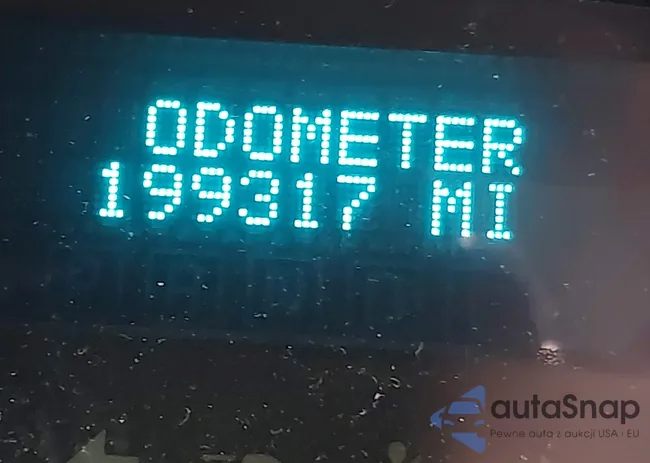 ODOMETER
199317 MI
autaSnap
Pewne auta z aukcji USA i EU